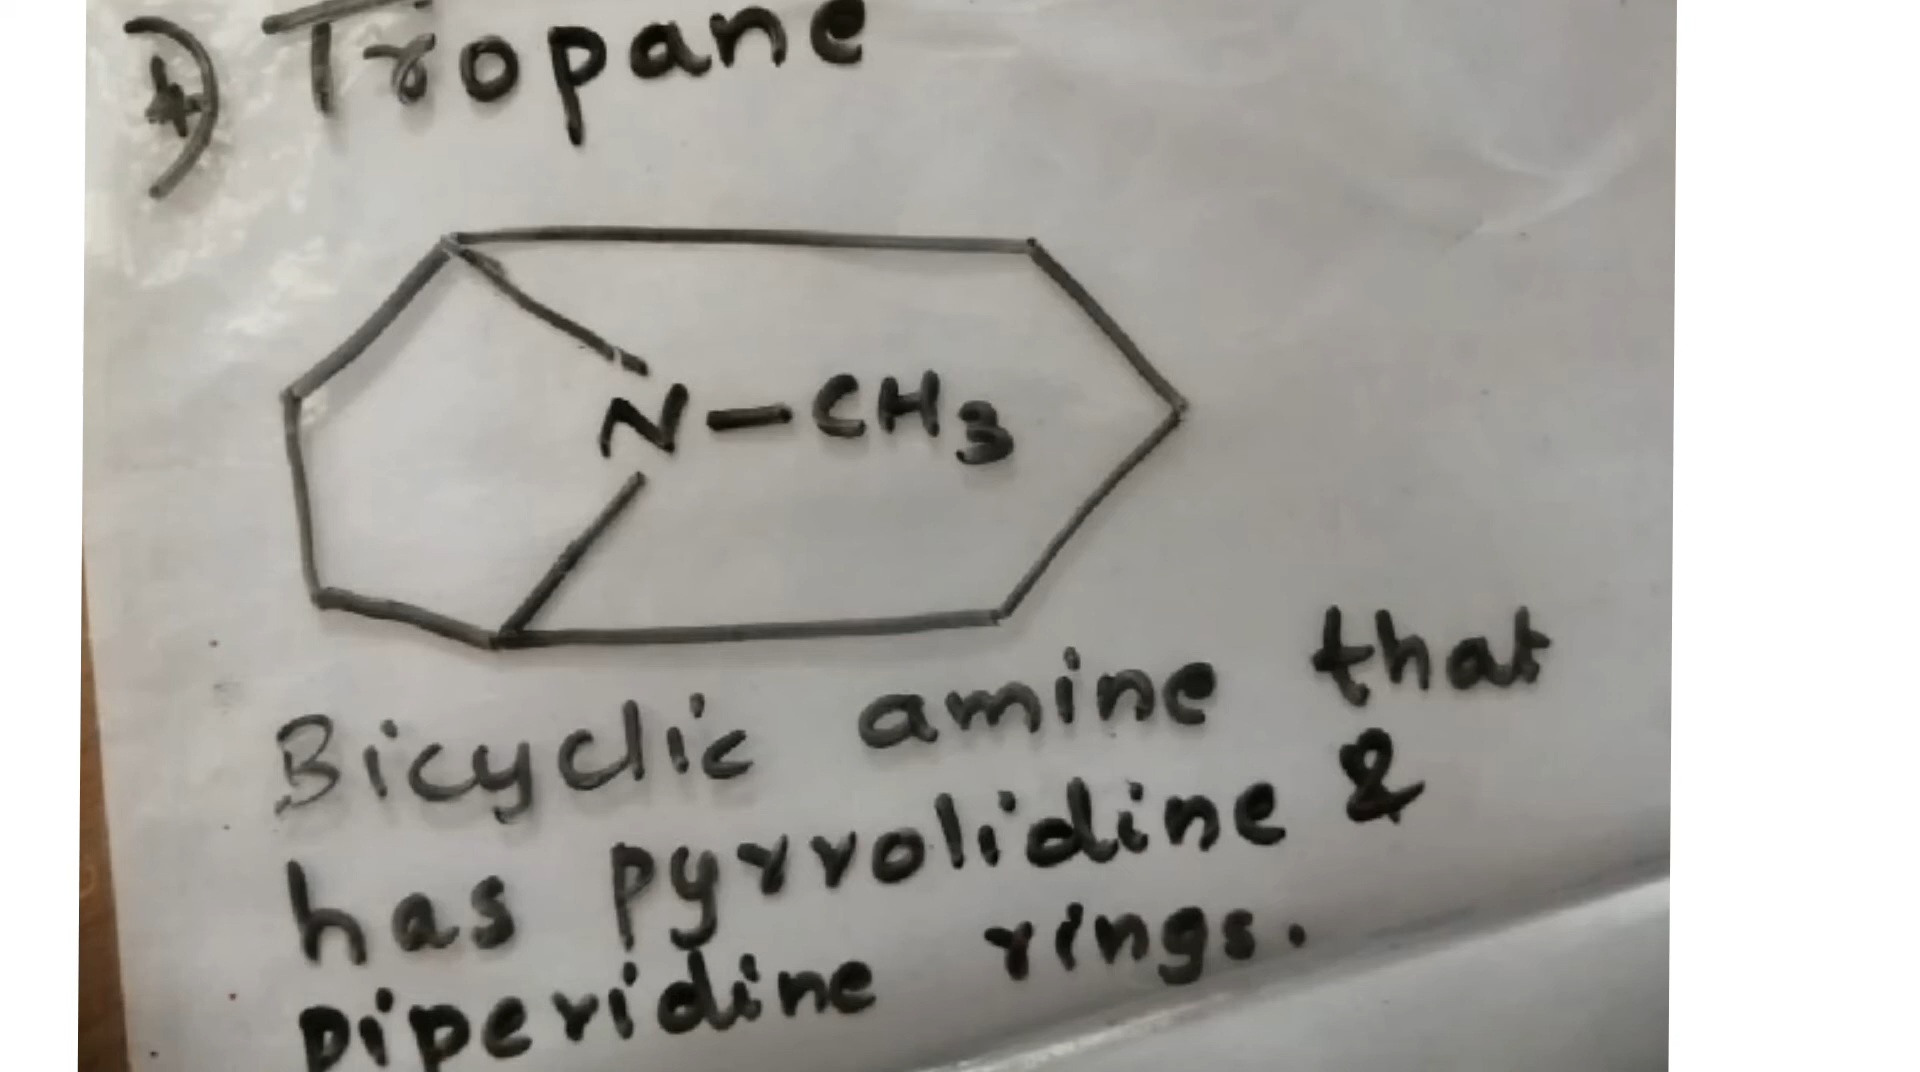 4) Tropane
N-CH3
Bicyclic amine that
has pyrrolidine &
piperidine rings.